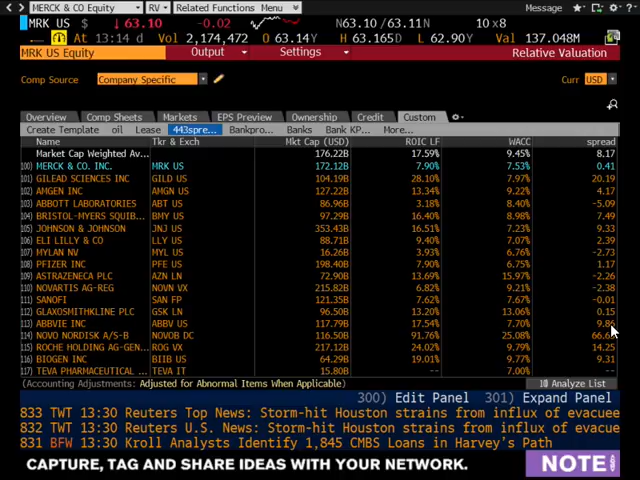 MERCK & CO Equity RV Related Functions Menu Message
MRK US $ ↓ 63.10 -0.02 N63.10 / 63.11N 10 x 8
At 13:14 d Vol 2,174,472 O 63.14Y H 63.165D L 62.90Y Val 137.048M
MRK US Equity Output Settings Relative Valuation
Comp Source Company Specific Curr USD
Overview Comp Sheets Markets EPS Preview Ownership Credit Custom
Create Template oil Lease 443spre... Bankpro... Banks Bank KP... More...
Name Tkr & Exch Mkt Cap (USD) ROIC LF WACC spread
Market Cap Weighted Av... 176.22B 17.59% 9.45% 8.17
100) MERCK & CO. INC. MRK US 172.12B 7.90% 7.53% 0.41
101) GILEAD SCIENCES INC GILD US 104.19B 28.10% 7.97% 20.19
102) AMGEN INC AMGN US 126.64B 13.34% 9.22% 4.17
103) ABBOTT LABORATORIES ABT US 86.96B 3.18% 8.40% -5.09
104) BRISTOL-MYERS SQUIB... BMY US 97.29B 16.40% 8.98% 7.49
105) JOHNSON & JOHNSON JNJ US 353.43B 16.51% 7.23% 9.33
106) ELI LILLY & CO LLY US 88.71B 9.40% 7.07% 2.39
107) MYLAN NV MYL US 16.26B 3.93% 6.76% -2.73
108) PFIZER INC PFE US 198.40B 7.90% 6.75% 1.17
109) ASTRAZENECA PLC AZN LN 72.90B 13.69% 15.97% -2.26
110) NOVARTIS AG-REG NOVN VX 215.82B 6.82% 9.21% -2.38
111) SANOFI SAN FP 121.35B 7.62% 7.67% -0.01
112) GLAXOSMITHKLINE PLC GSK LN 96.50B 13.20% 13.06% 0.15
113) ABBVIE INC ABBV US 117.79B 17.54% 7.70% 9.86
114) NOVO NORDISK A/S-B NOVOB DC 116.50B 91.76% 25.08%
115) ROCHE HOLDING AG-GEN... ROG VX 217.12B 24.02% 9.79% 14.25
116) BIOGEN INC BIIB US 64.29B 19.01% 9.77% 9.31
117) TEVA PHARMACEUTICAL ... TEVA IT 15.80B -- 7.00% --
(Accounting Adjustments: Adjusted for Abnormal Items When Applicable) Analyze List
300) Edit Panel 301) Expand Panel
833 TWT 13:30 Reuters Top News: Storm-hit Houston strains from influx of evacuee
832 TWT 13:30 Reuters U.S. News: Storm-hit Houston strains from influx of evacue
831 BFW 13:30 Kroll Analysts Identify 1,845 CMBS Loans in Harvey's Path
CAPTURE, TAG AND SHARE IDEAS WITH YOUR NETWORK. NOTE!